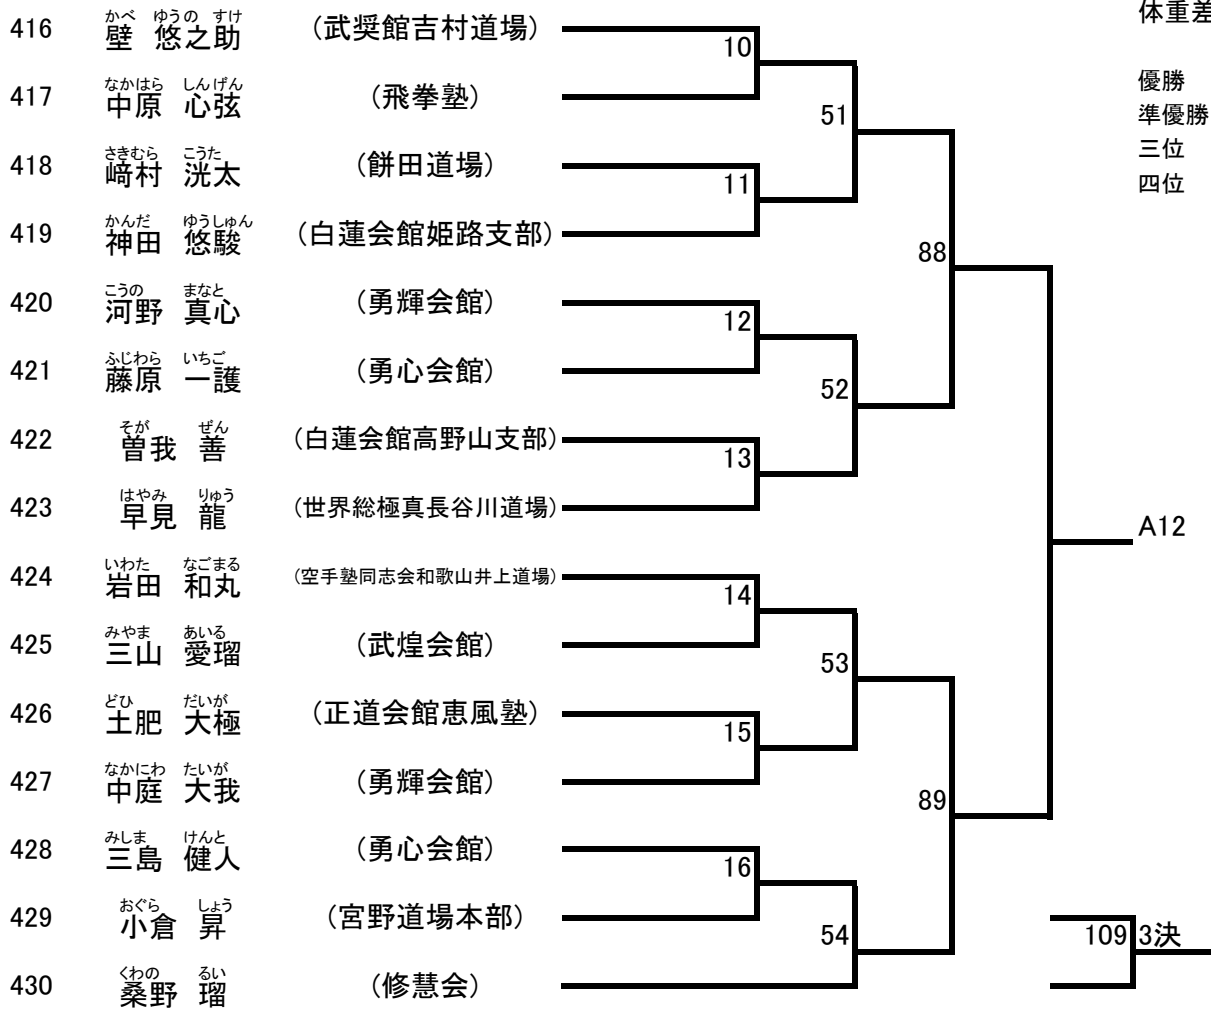 体重差
かべ ゆうの すけ
416 壁 悠之助 (武奨館吉村道場)
10
優勝
なかはら しんげん
417 中原 心弦 (飛拳塾)
51
準優勝
さきむら こうた
418 﨑村 洸太 (餅田道場)
三位
11
四位
かんだ ゆうしゅん
419 神田 悠駿 (白蓮会館姫路支部)
88
こうの まなと
420 河野 真心 (勇輝会館)
12
ふじわら いちご
421 藤原 一護 (勇心会館)
52
そが ぜん
422 曽我 善 (白蓮会館高野山支部)
13
はやみ りゅう
423 早見 龍 (世界総極真長谷川道場)
A12
いわた なごまる
424 岩田 和丸 (空手塾同志会和歌山井上道場)
14
みやま あいる
425 三山 愛瑠 (武煌会館)
53
どひ だいが
426 土肥 大極 (正道会館恵風塾)
15
なかにわ たいが
427 中庭 大我 (勇輝会館)
89
みしま けんと
428 三島 健人 (勇心会館)
16
おぐら しょう
429 小倉 昇 (宮野道場本部)
54
109 3決
くわの るい
430 桑野 瑠 (修慧会)